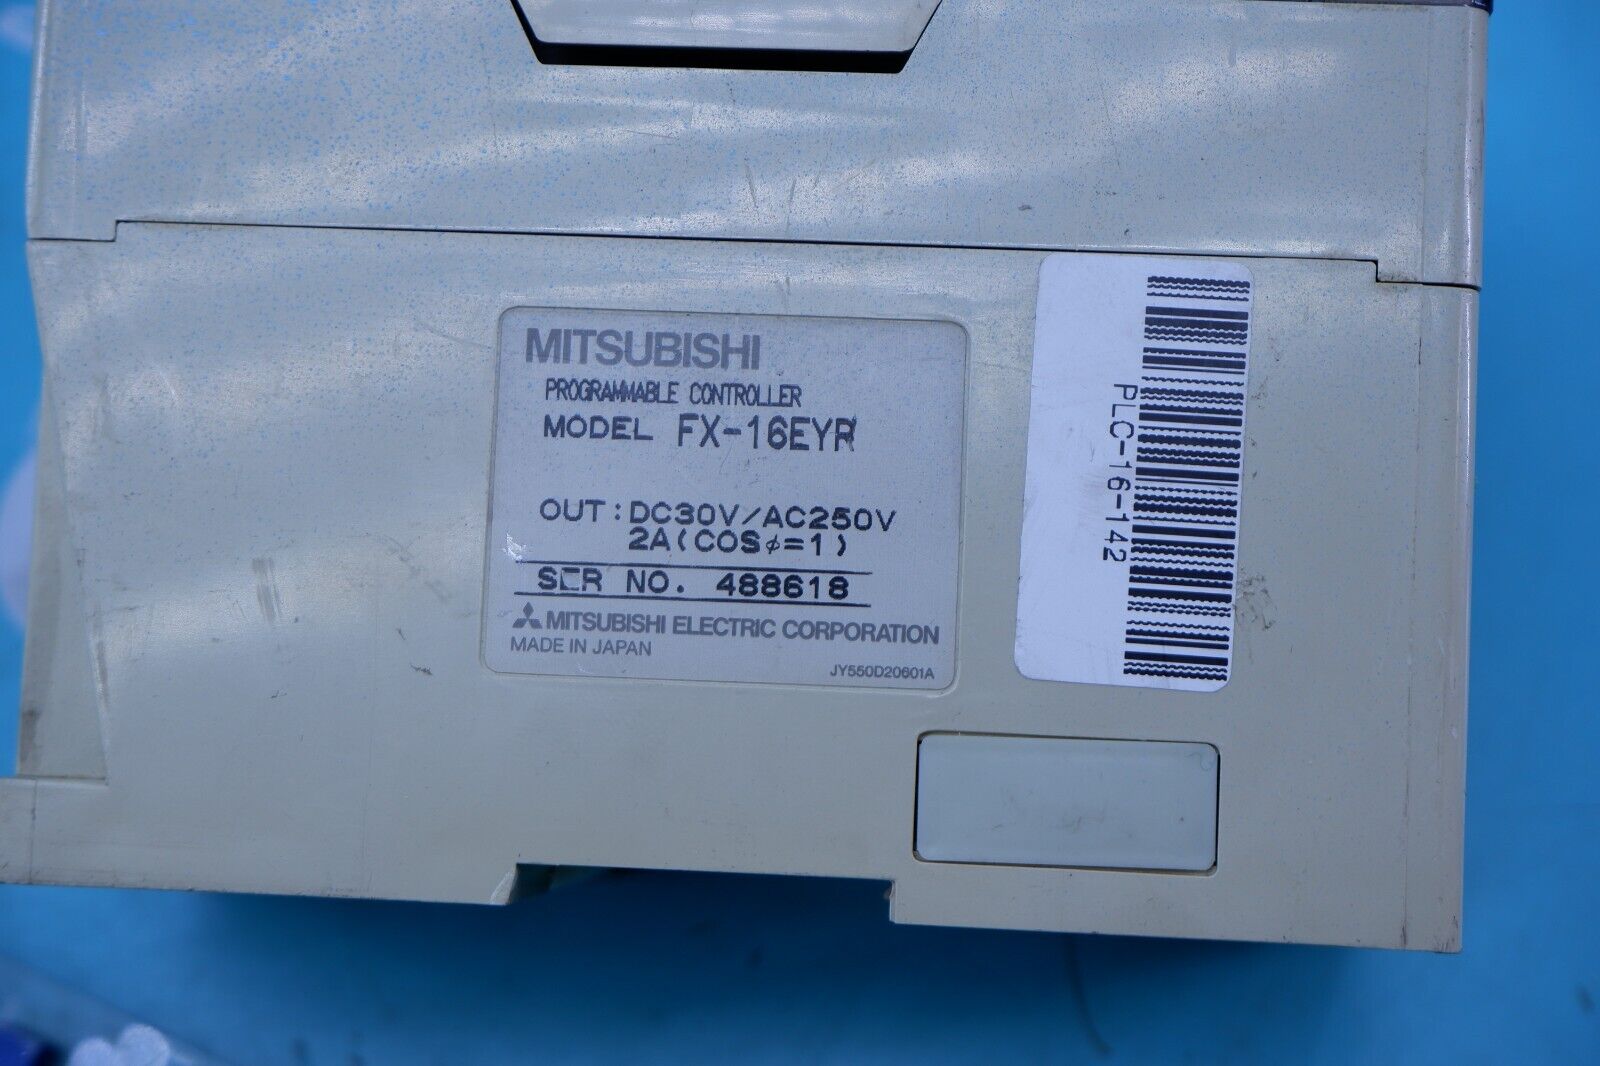 MITSUBISHI
PROGRAMMABLE CONTROLLER
MODEL FX-16EYR
OUT: DC30V/AC250V
2A(COSφ=1)
SER NO. 488618
MITSUBISHI ELECTRIC CORPORATION
MADE IN JAPAN
JY550D20601A
PLC-16-142